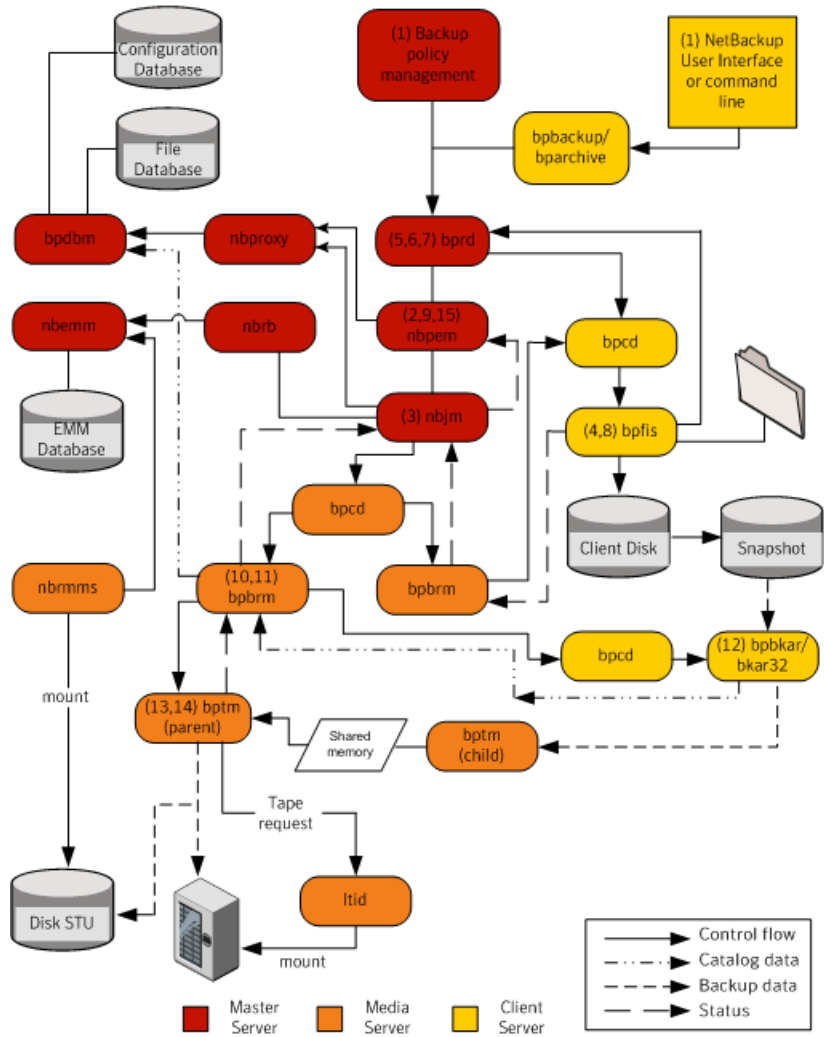 Configuration
Database
(1) Backup
policy
management
(1) NetBackup
User Interface
or command
line
File
Database
bpbackup/
bparchive
bpdbm
nbproxy
(5,6,7) bprd
nbemm
nbrb
(2,9,15)
nbpem
bpcd
EMM
Database
(3) nbjm
(4,8) bpfis
bpcd
Client Disk
Snapshot
nbrmms
(10,11)
bpbrm
bpbrm
bpcd
(12) bpbkar/
bkar32
mount
(13,14) bptm
(parent)
Shared
memory
bptm
(child)
Tape
request
Disk STU
ltid
mount
Control flow
Catalog data
Backup data
Status
Master
Server
Media
Server
Client
Server